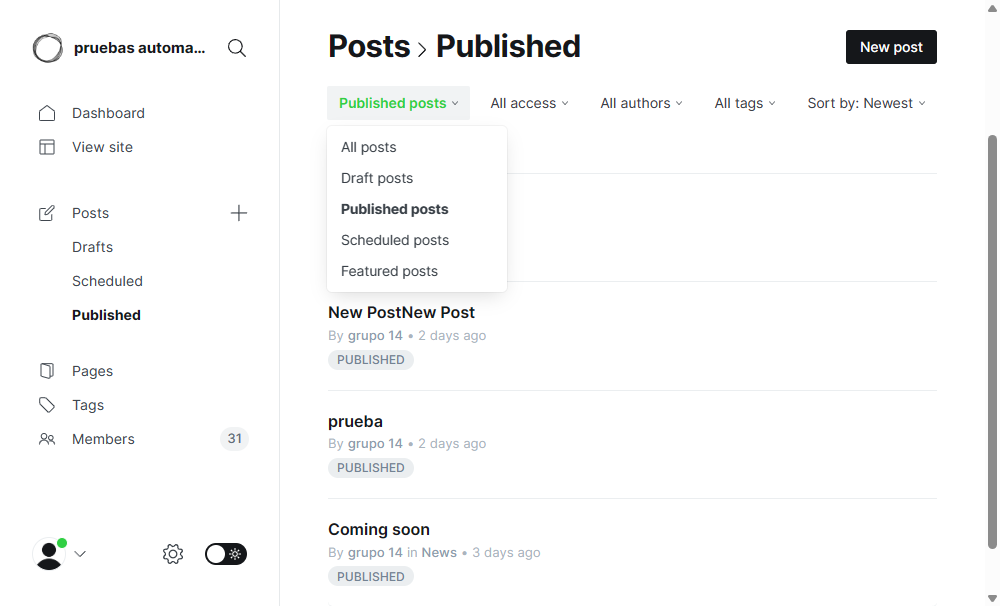 pruebas automa...
Dashboard
View site
Posts
Drafts
Scheduled
Published
Pages
Tags
Members 31
Posts > Published
New post
Published posts All access All authors All tags Sort by: Newest
All posts
Draft posts
Published posts
Scheduled posts
Featured posts
New PostNew Post
By grupo 14 • 2 days ago
PUBLISHED
prueba
By grupo 14 • 2 days ago
PUBLISHED
Coming soon
By grupo 14 in News • 3 days ago
PUBLISHED